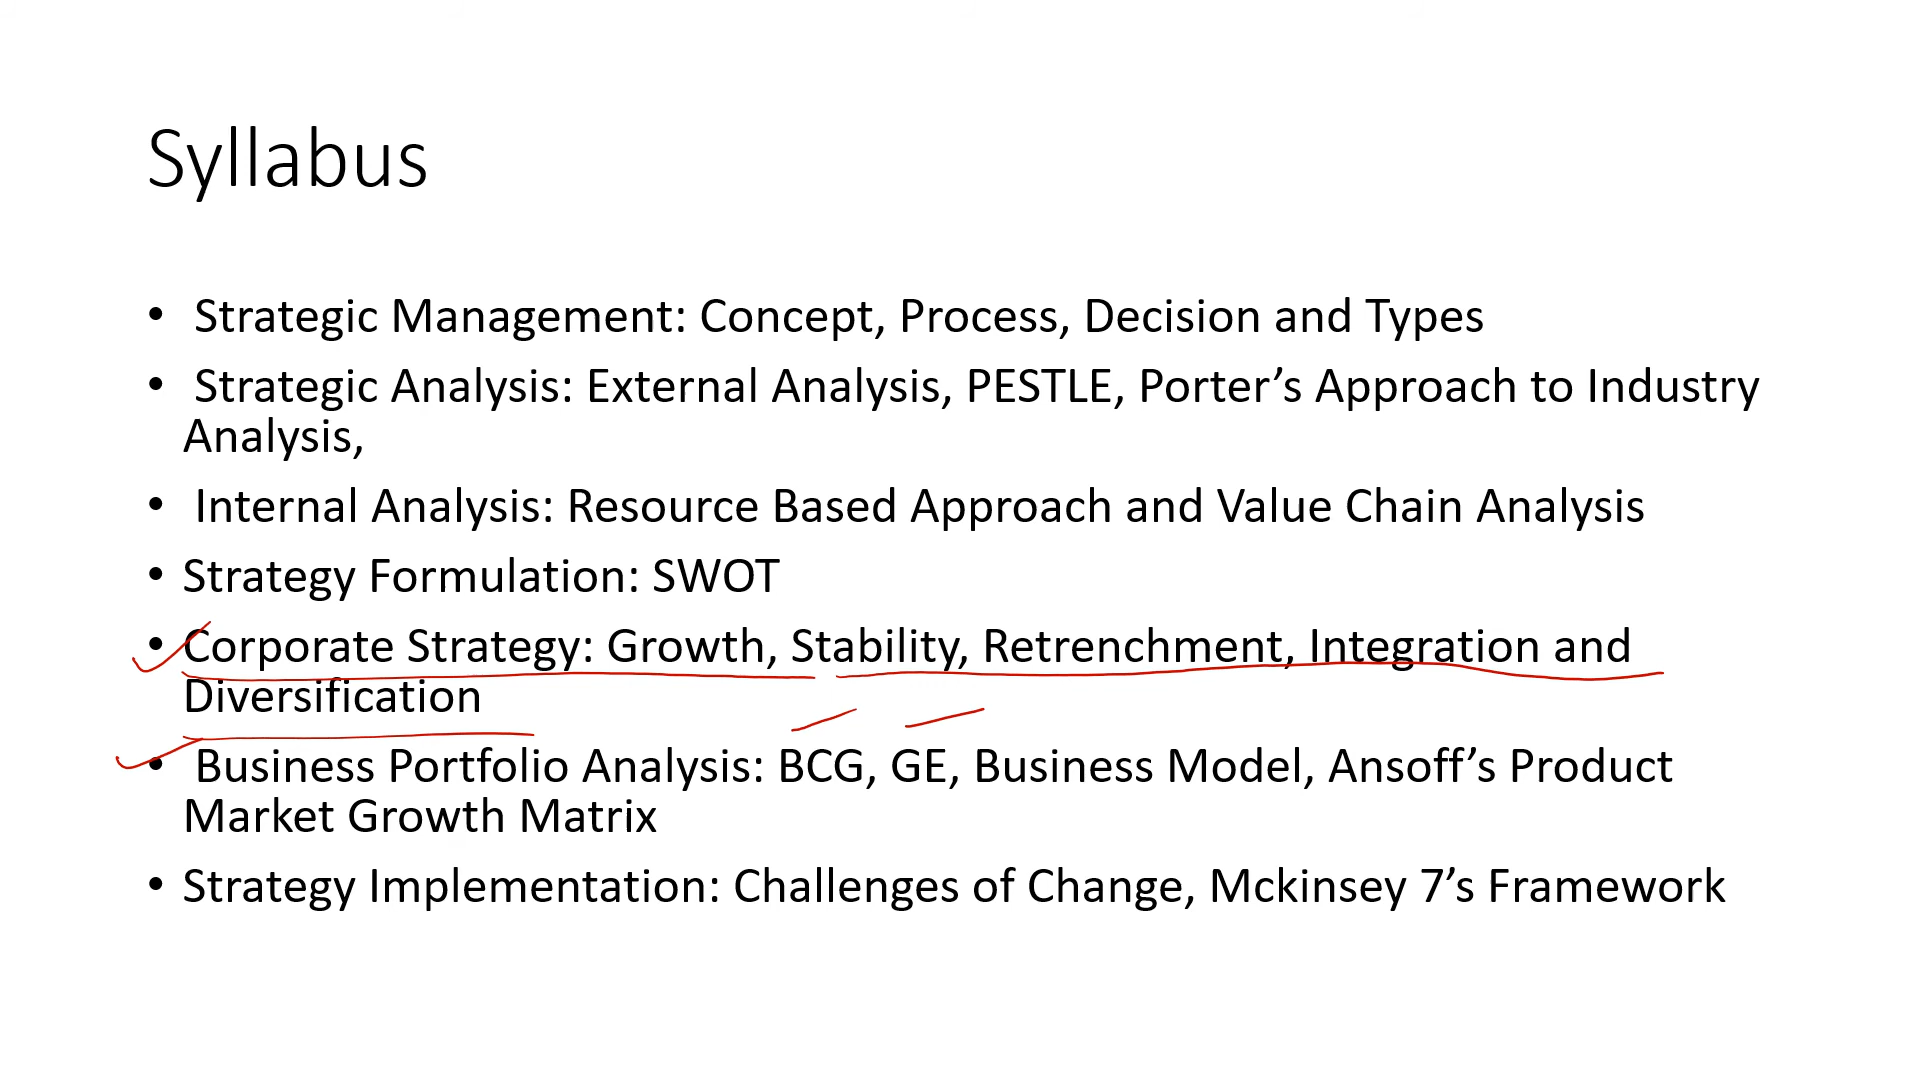 Syllabus
• Strategic Management: Concept, Process, Decision and Types
• Strategic Analysis: External Analysis, PESTLE, Porter’s Approach to Industry
Analysis,
• Internal Analysis: Resource Based Approach and Value Chain Analysis
• Strategy Formulation: SWOT
• Corporate Strategy: Growth, Stability, Retrenchment, Integration and
Diversification
• Business Portfolio Analysis: BCG, GE, Business Model, Ansoff’s Product
Market Growth Matrix
• Strategy Implementation: Challenges of Change, Mckinsey 7’s Framework